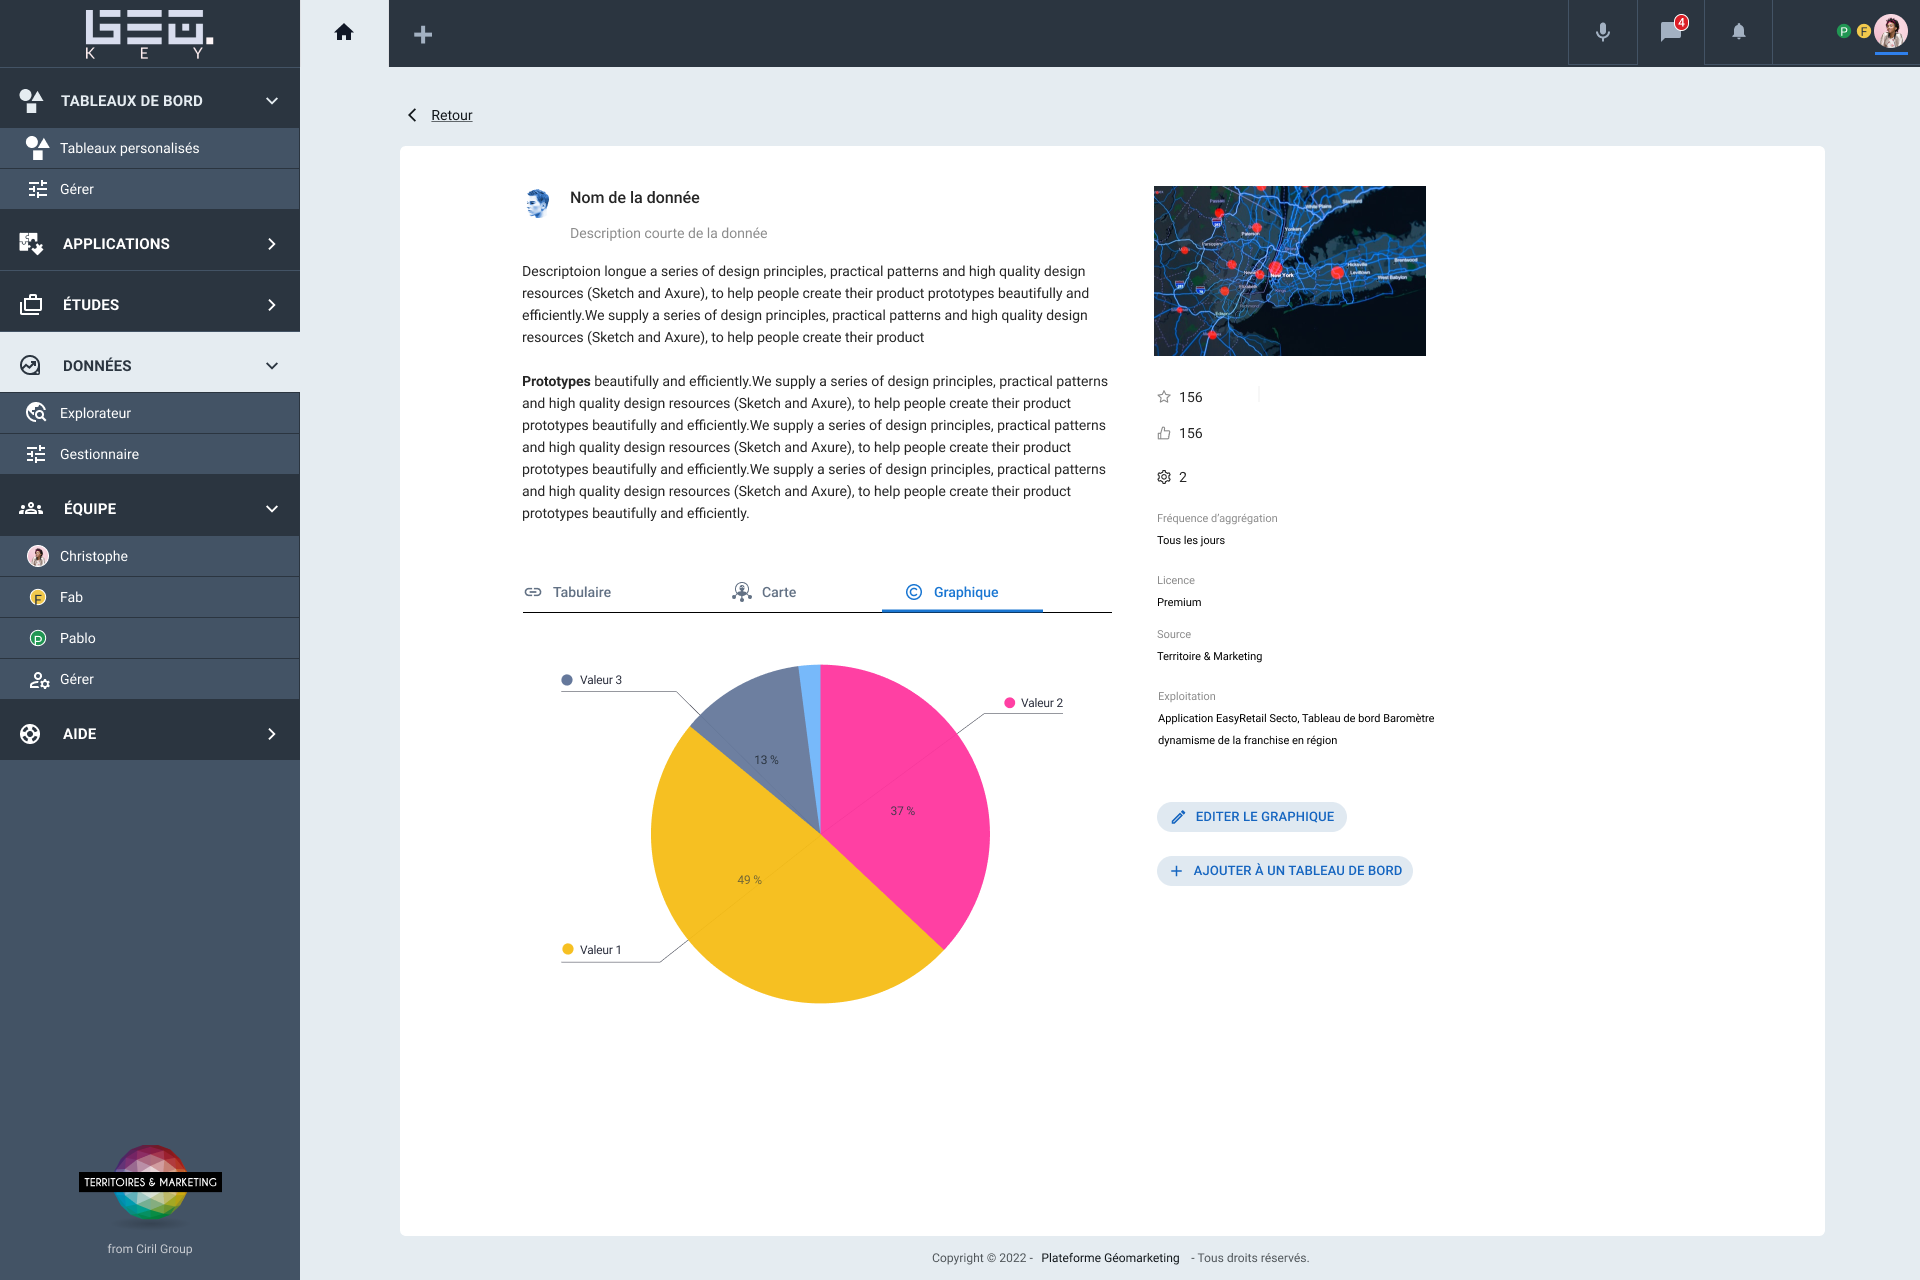 GEO.
KEY
TABLEAUX DE BORD
Tableaux personalisés
Gérer
APPLICATIONS
ÉTUDES
DONNÉES
Explorateur
Gestionnaire
ÉQUIPE
Christophe
F
Fab
P
Pablo
Gérer
AIDE
TERRITOIRES & MARKETING
from Ciril Group
4
P
F
Retour
Nom de la donnée
Description courte de la donnée
Descriptoion longue a series of design principles, practical patterns and high quality design
resources (Sketch and Axure), to help people create their product prototypes beautifully and
efficiently.We supply a series of design principles, practical patterns and high quality design
resources (Sketch and Axure), to help people create their product
Prototypes beautifully and efficiently.We supply a series of design principles, practical patterns
and high quality design resources (Sketch and Axure), to help people create their product
prototypes beautifully and efficiently.We supply a series of design principles, practical patterns
and high quality design resources (Sketch and Axure), to help people create their product
prototypes beautifully and efficiently.We supply a series of design principles, practical patterns
and high quality design resources (Sketch and Axure), to help people create their product
prototypes beautifully and efficiently.
Tabulaire
Carte
Graphique
Valeur 3
Valeur 2
13 %
37 %
49 %
Valeur 1
Yonkers
New York
156
156
2
Fréquence d'aggrégation
Tous les jours
Licence
Premium
Source
Territoire & Marketing
Exploitation
Application EasyRetail Secto, Tableau de bord Baromètre
dynamisme de la franchise en région
EDITER LE GRAPHIQUE
AJOUTER À UN TABLEAU DE BORD
Copyright © 2022 - Plateforme Géomarketing - Tous droits réservés.